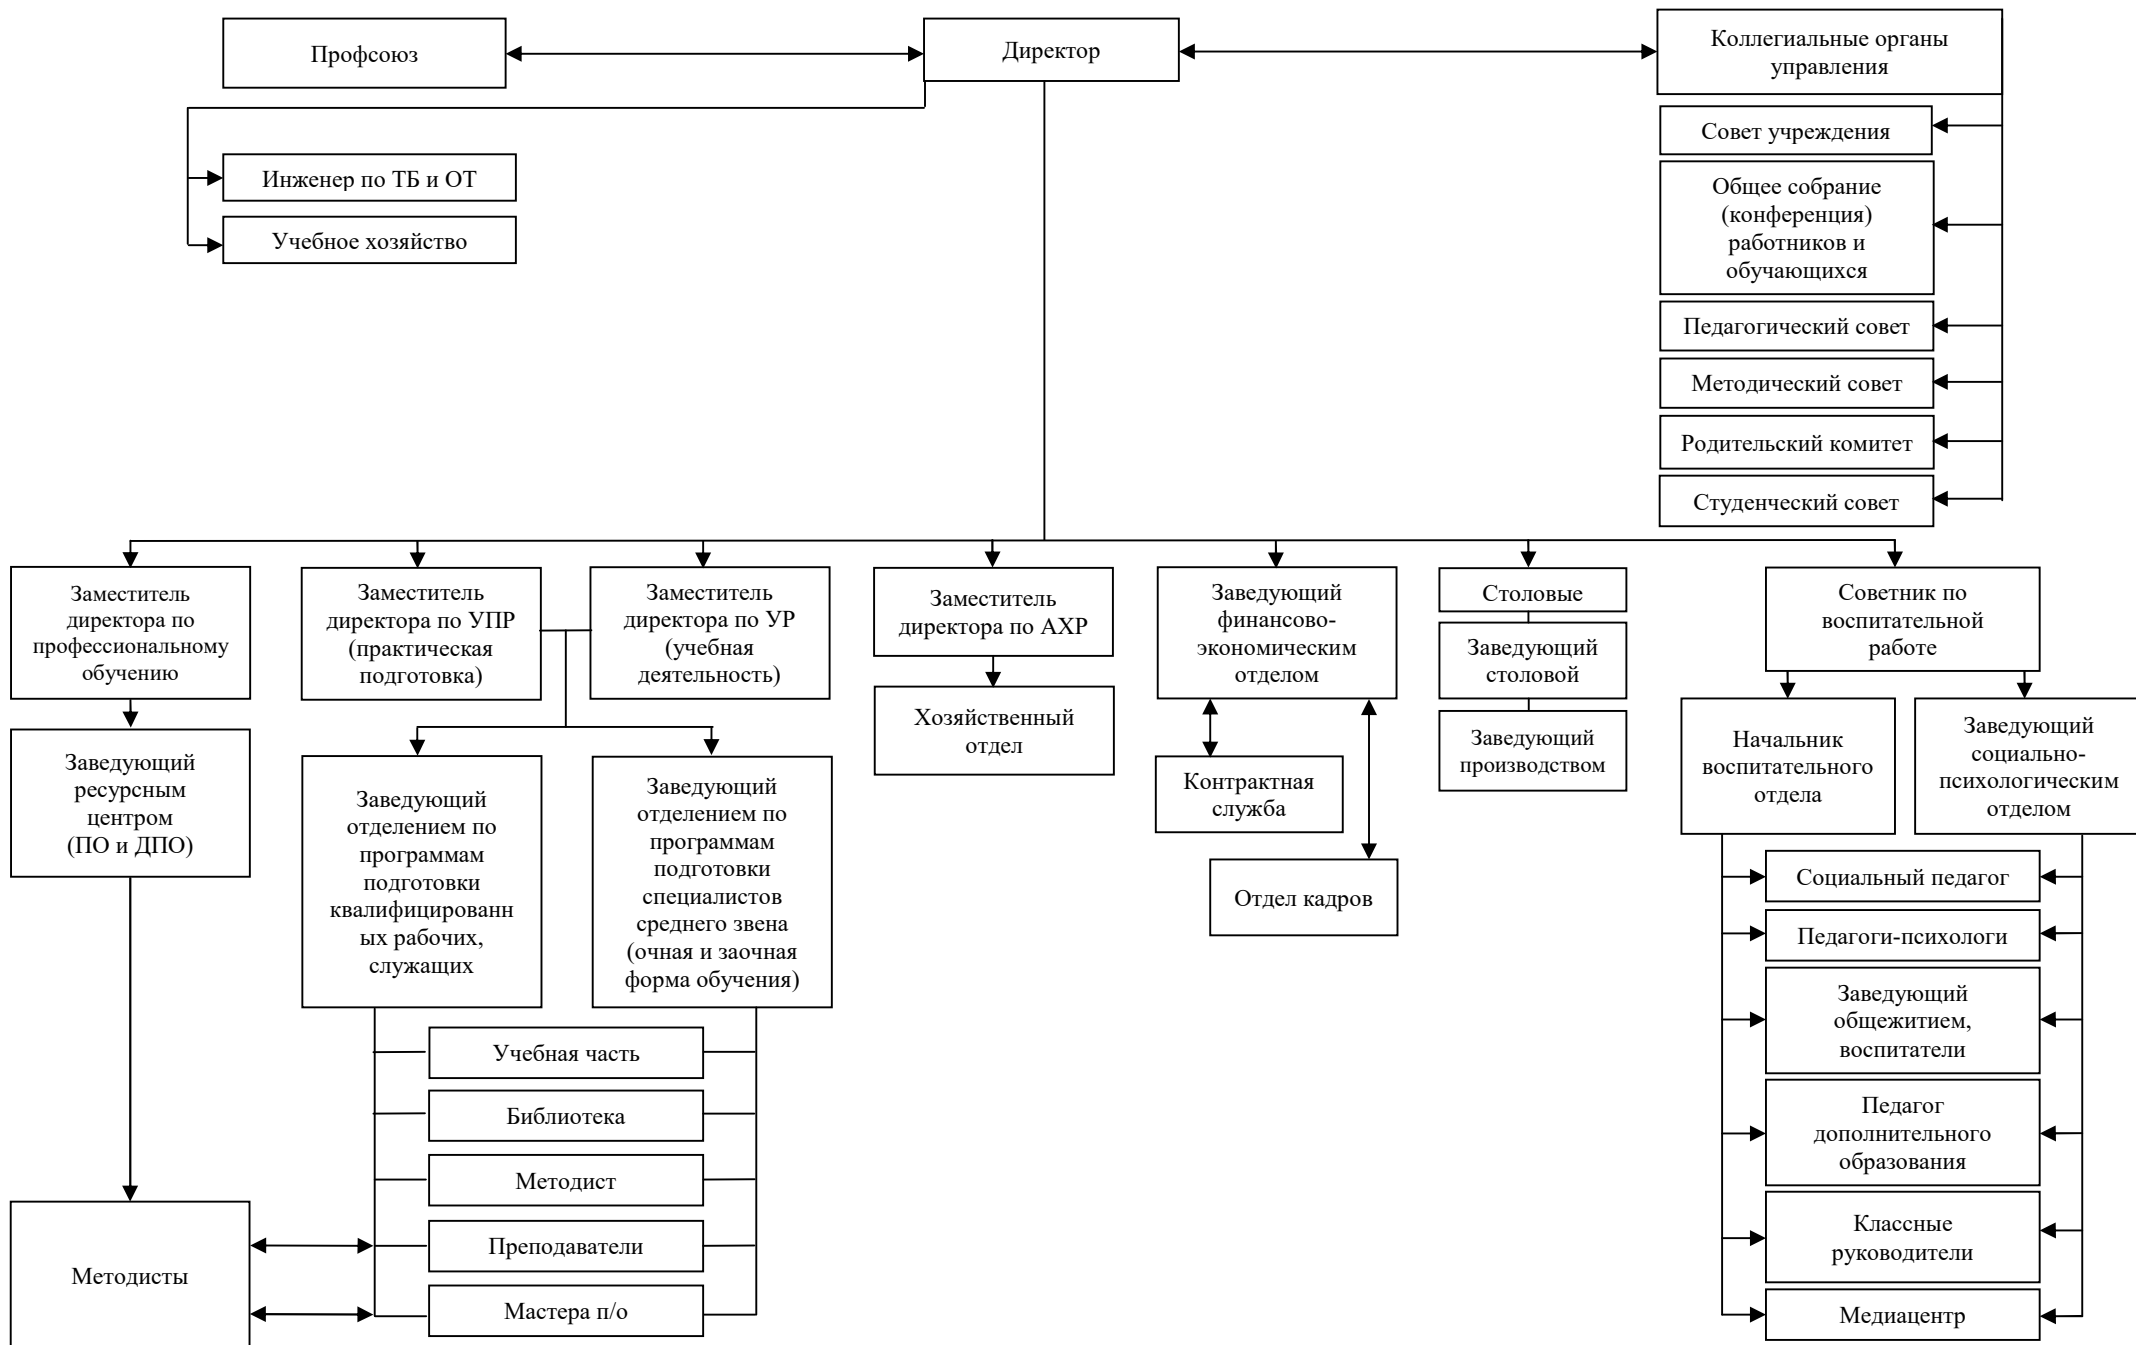 Профсоюз
Директор
Коллегиальные органы
управления
Совет учреждения
Общее собрание
(конференция)
работников и
обучающихся
Педагогический совет
Методический совет
Родительский комитет
Студенческий совет
Инженер по ТБ и ОТ
Учебное хозяйство
Заместитель
директора по
профессиональному
обучению
Заместитель
директора по УПР
(практическая
подготовка)
Заместитель
директора по УР
(учебная
деятельность)
Заместитель
директора по АХР
Заведующий
финансово-
экономическим
отделом
Столовые
Заведующий
столовой
Заведующий
производством
Советник по
воспитательной
работе
Заведующий
ресурсным
центром
(ПО и ДПО)
Заведующий
отделением по
программам
подготовки
квалифицированн
ых рабочих,
служащих
Заведующий
отделением по
программам
подготовки
специалистов
среднего звена
(очная и заочная
форма обучения)
Хозяйственный
отдел
Контрактная
служба
Отдел кадров
Начальник
воспитательного
отдела
Заведующий
социально-
психологическим
отделом
Социальный педагог
Педагоги-психологи
Заведующий
общежитием,
воспитатели
Педагог
дополнительного
образования
Классные
руководители
Медиацентр
Учебная часть
Библиотека
Методист
Преподаватели
Мастера п/о
Методисты